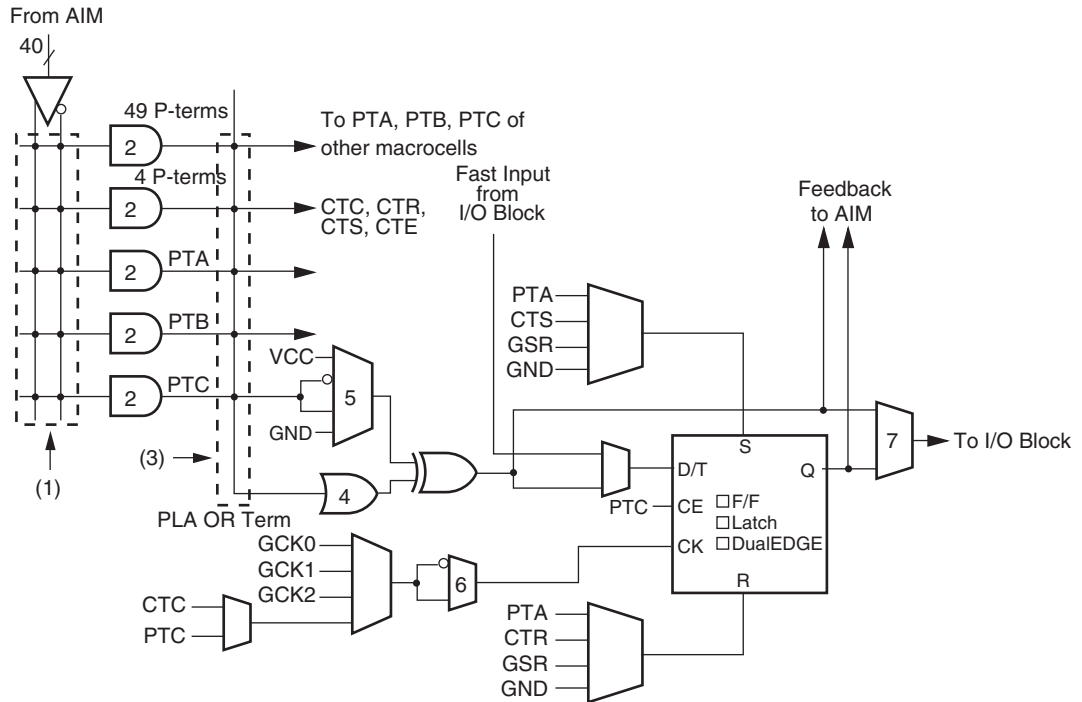 From AIM
40
49 P-terms
2
To PTA, PTB, PTC of
other macrocells
4 P-terms
2
CTC, CTR,
CTS, CTE
Fast Input
from
I/O Block
Feedback
to AIM
2
PTA
2
PTB
2
PTC
(1)
(3)
VCC
5
GND
4
PLA OR Term
PTA
CTS
GSR
GND
S
D/T
Q
PTC
CE
F/F
Latch
DualEDGE
CK
R
7
To I/O Block
GCK0
GCK1
GCK2
CTC
PTC
6
PTA
CTR
GSR
GND